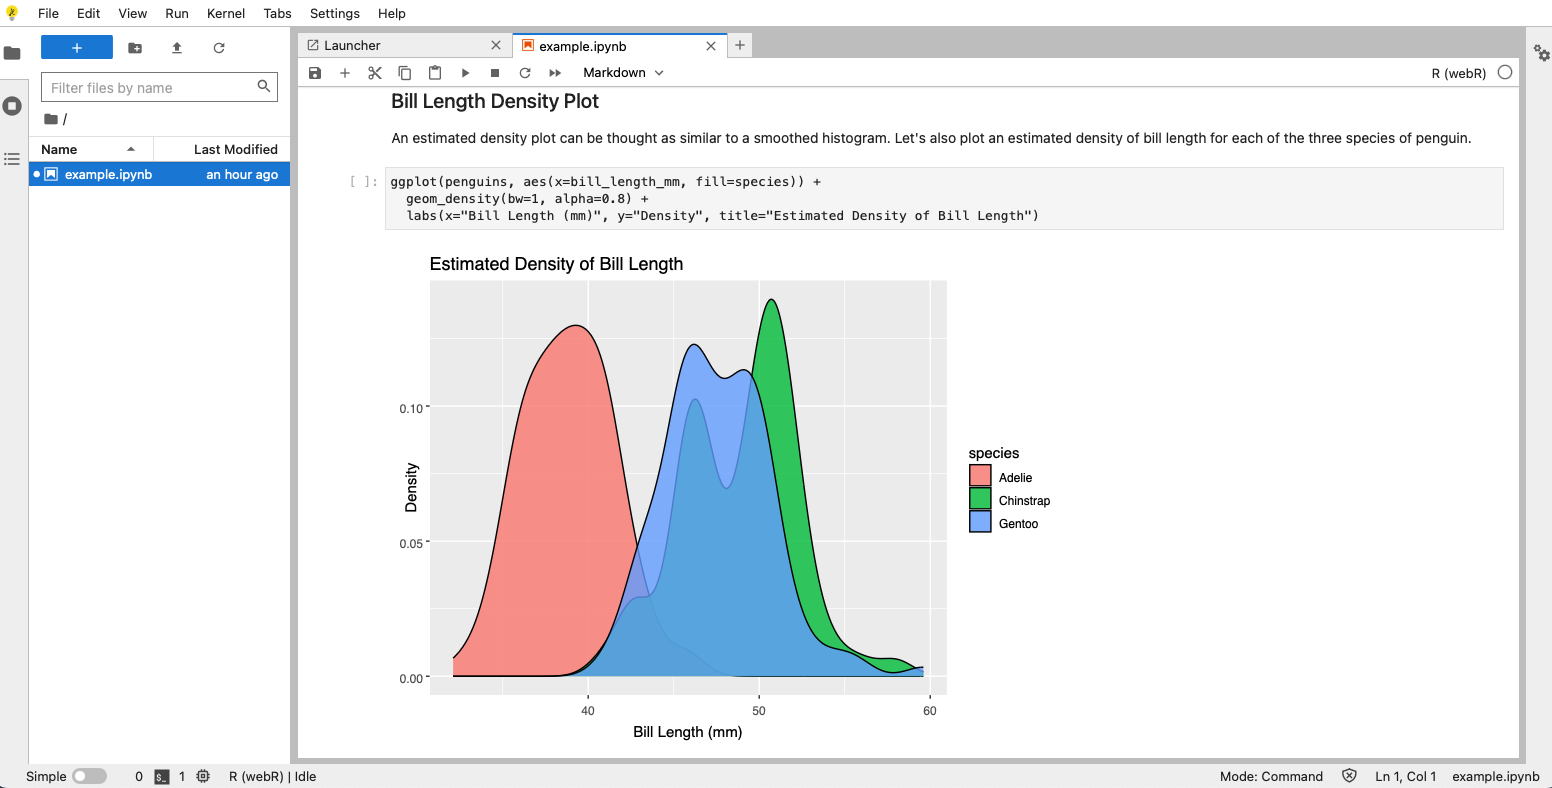 File Edit View Run Kernel Tabs Settings Help
+
Filter files by name
/
Name Last Modified
example.ipynb an hour ago
Launcher
example.ipynb
+
Markdown
R (webR)
Bill Length Density Plot
An estimated density plot can be thought as similar to a smoothed histogram. Let's also plot an estimated density of bill length for each of the three species of penguin.
[ ]:
ggplot(penguins, aes(x=bill_length_mm, fill=species)) +
geom_density(bw=1, alpha=0.8) +
labs(x="Bill Length (mm)", y="Density", title="Estimated Density of Bill Length")
Estimated Density of Bill Length
0.10
0.05
0.00
Density
40 50 60
Bill Length (mm)
species
Adelie
Chinstrap
Gentoo
Simple 0 $_ 1 R (webR) | Idle Mode: Command Ln 1, Col 1 example.ipynb